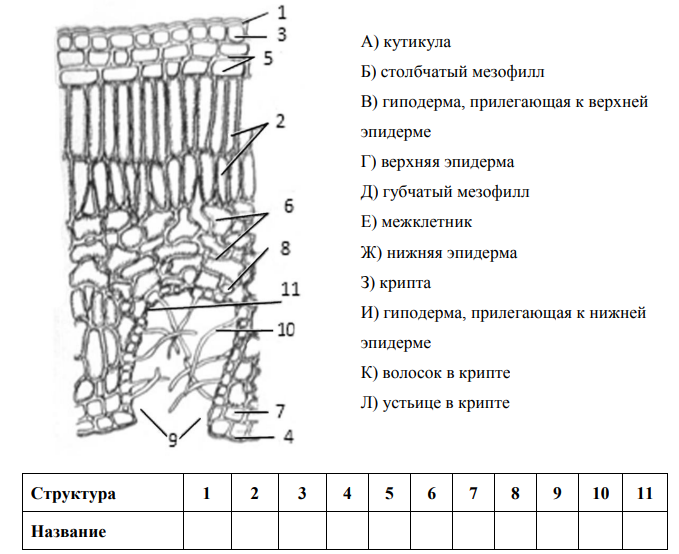 1
3
5
2
6
8
11
10
7
9
4
А) кутикула
Б) столбчатый мезофилл
В) гиподерма, прилегающая к верхней
эпидерме
Г) верхняя эпидерма
Д) губчатый мезофилл
Е) межклетник
Ж) нижняя эпидерма
З) крипта
И) гиподерма, прилегающая к нижней
эпидерме
К) волосок в крипте
Л) устьице в крипте
Структура 1 2 3 4 5 6 7 8 9 10 11
Название